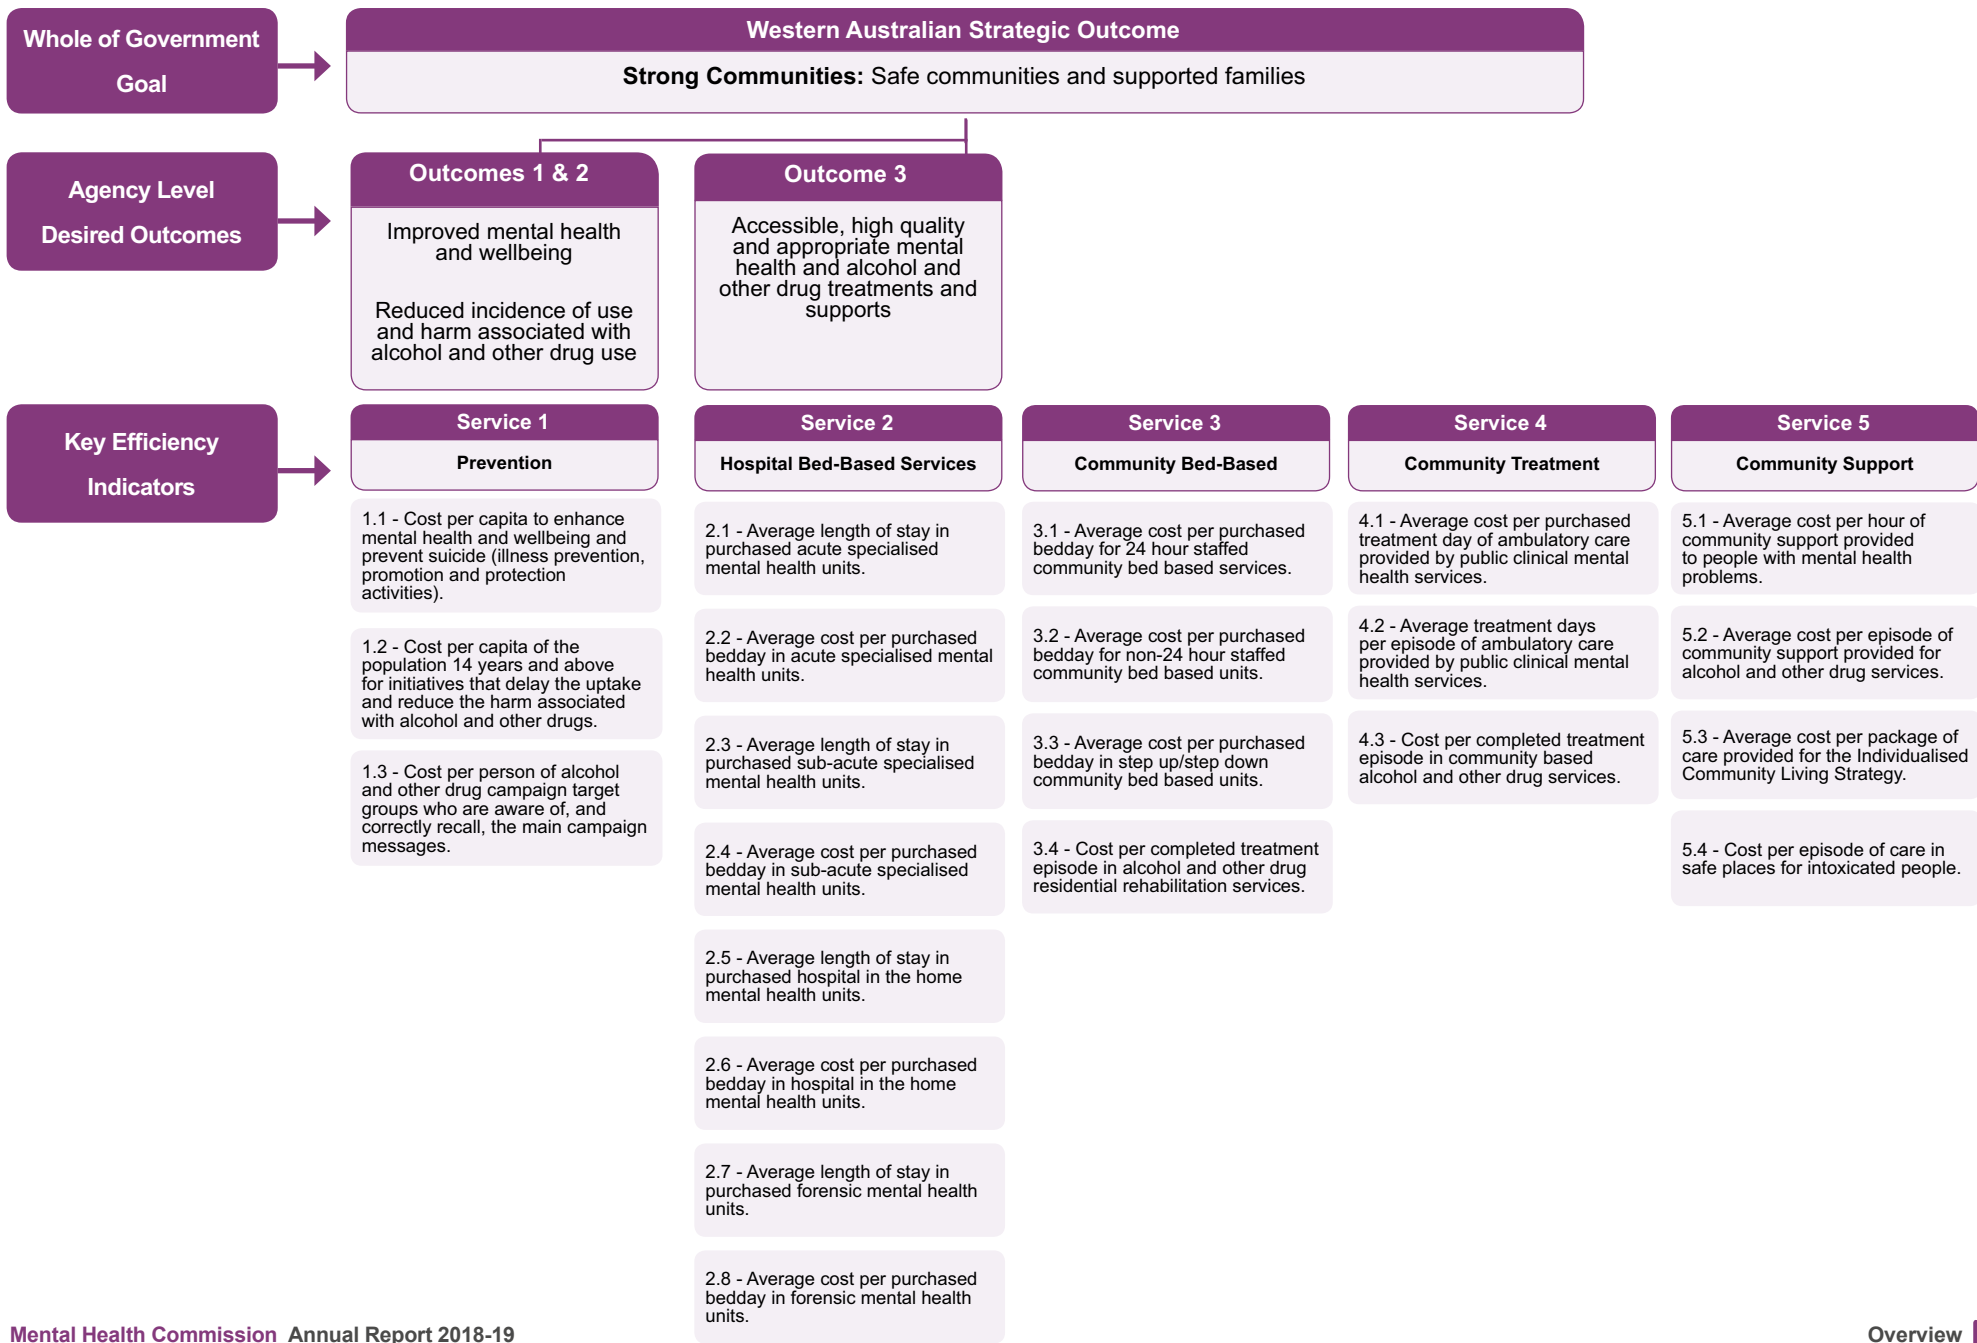 Whole of Government
Goal
Western Australian Strategic Outcome
Strong Communities: Safe communities and supported families
Agency Level
Desired Outcomes
Outcomes 1 & 2
Improved mental health
and wellbeing
Reduced incidence of use
and harm associated with
alcohol and other drug use
Outcome 3
Accessible, high quality
and appropriate mental
health and alcohol and
other drug treatments and
supports
Key Efficiency
Indicators
Service 1
Prevention
1.1 - Cost per capita to enhance
mental health and wellbeing and
prevent suicide (illness prevention,
promotion and protection
activities).
1.2 - Cost per capita of the
population 14 years and above
for initiatives that delay the uptake
and reduce the harm associated
with alcohol and other drugs.
1.3 - Cost per person of alcohol
and other drug campaign target
groups who are aware of, and
correctly recall, the main campaign
messages.
Service 2
Hospital Bed-Based Services
2.1 - Average length of stay in
purchased acute specialised
mental health units.
2.2 - Average cost per purchased
bedday in acute specialised mental
health units.
2.3 - Average length of stay in
purchased sub-acute specialised
mental health units.
2.4 - Average cost per purchased
bedday in sub-acute specialised
mental health units.
2.5 - Average length of stay in
purchased hospital in the home
mental health units.
2.6 - Average cost per purchased
bedday in hospital in the home
mental health units.
2.7 - Average length of stay in
purchased forensic mental health
units.
2.8 - Average cost per purchased
bedday in forensic mental health
units.
Service 3
Community Bed-Based
3.1 - Average cost per purchased
bedday for 24 hour staffed
community bed based services.
3.2 - Average cost per purchased
bedday for non-24 hour staffed
community bed based units.
3.3 - Average cost per purchased
bedday in step up/step down
community bed based units.
3.4 - Cost per completed treatment
episode in alcohol and other drug
residential rehabilitation services.
Service 4
Community Treatment
4.1 - Average cost per purchased
treatment day of ambulatory care
provided by public clinical mental
health services.
4.2 - Average treatment days
per episode of ambulatory care
provided by public clinical mental
health services.
4.3 - Cost per completed treatment
episode in community based
alcohol and other drug services.
Service 5
Community Support
5.1 - Average cost per hour of
community support provided
to people with mental health
problems.
5.2 - Average cost per episode of
community support provided for
alcohol and other drug services.
5.3 - Average cost per package of
care provided for the Individualised
Community Living Strategy.
5.4 - Cost per episode of care in
safe places for intoxicated people.
Mental Health Commission Annual Report 2018-19
Overview